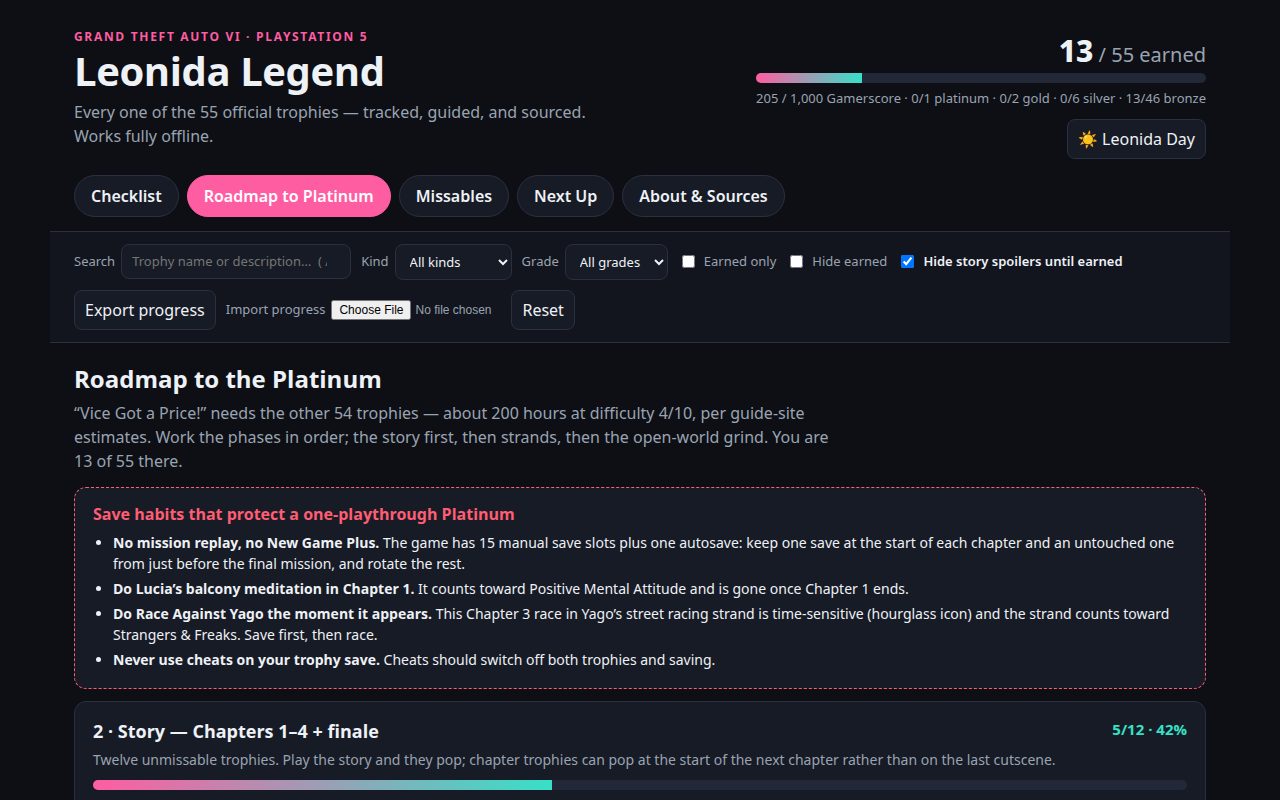 GRAND THEFT AUTO VI · PLAYSTATION 5
Leonida Legend
Every one of the 55 official trophies — tracked, guided, and sourced.
Works fully offline.
13 / 55 earned
205 / 1,000 Gamerscore · 0/1 platinum · 0/2 gold · 0/6 silver · 13/46 bronze
☀️ Leonida Day
Checklist
Roadmap to Platinum
Missables
Next Up
About & Sources
Search
Trophy name or description… ( /
Kind
All kinds
Grade
All grades
Earned only
Hide earned
Hide story spoilers until earned
Export progress
Import progress
Choose File
No file chosen
Reset
Roadmap to the Platinum
“Vice Got a Price!” needs the other 54 trophies — about 200 hours at difficulty 4/10, per guide-site
estimates. Work the phases in order; the story first, then strands, then the open-world grind. You are
13 of 55 there.
Save habits that protect a one-playthrough Platinum
• No mission replay, no New Game Plus. The game has 15 manual save slots plus one autosave: keep one save at the start of each chapter and an untouched one
from just before the final mission, and rotate the rest.
• Do Lucia’s balcony meditation in Chapter 1. It counts toward Positive Mental Attitude and is gone once Chapter 1 ends.
• Do Race Against Yago the moment it appears. This Chapter 3 race in Yago’s street racing strand is time-sensitive (hourglass icon) and the strand counts toward
Strangers & Freaks. Save first, then race.
• Never use cheats on your trophy save. Cheats should switch off both trophies and saving.
2 · Story — Chapters 1–4 + finale
5/12 · 42%
Twelve unmissable trophies. Play the story and they pop; chapter trophies can pop at the start of the next chapter rather than on the last cutscene.